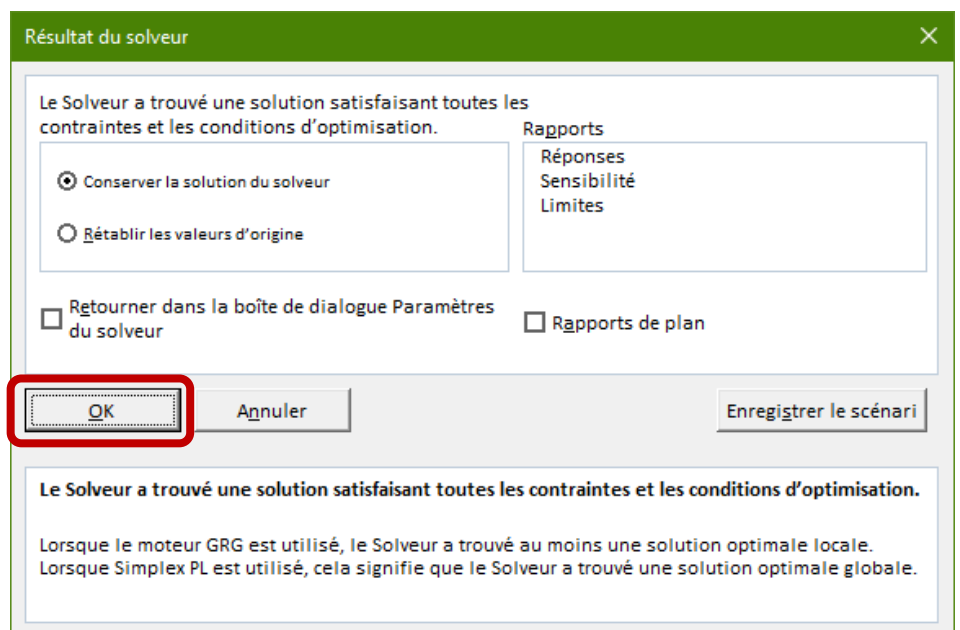 Résultat du solveur
Le Solveur a trouvé une solution satisfaisant toutes les
contraintes et les conditions d'optimisation.
Rapports
Réponses
Sensibilité
Limites
Conserver la solution du solveur
Rétablir les valeurs d'origine
Retourner dans la boîte de dialogue Paramètres
du solveur
Rapports de plan
OK
Annuler
Enregistrer le scénari
Le Solveur a trouvé une solution satisfaisant toutes les contraintes et les conditions d'optimisation.
Lorsque le moteur GRG est utilisé, le Solveur a trouvé au moins une solution optimale locale.
Lorsque Simplex PL est utilisé, cela signifie que le Solveur a trouvé une solution optimale globale.